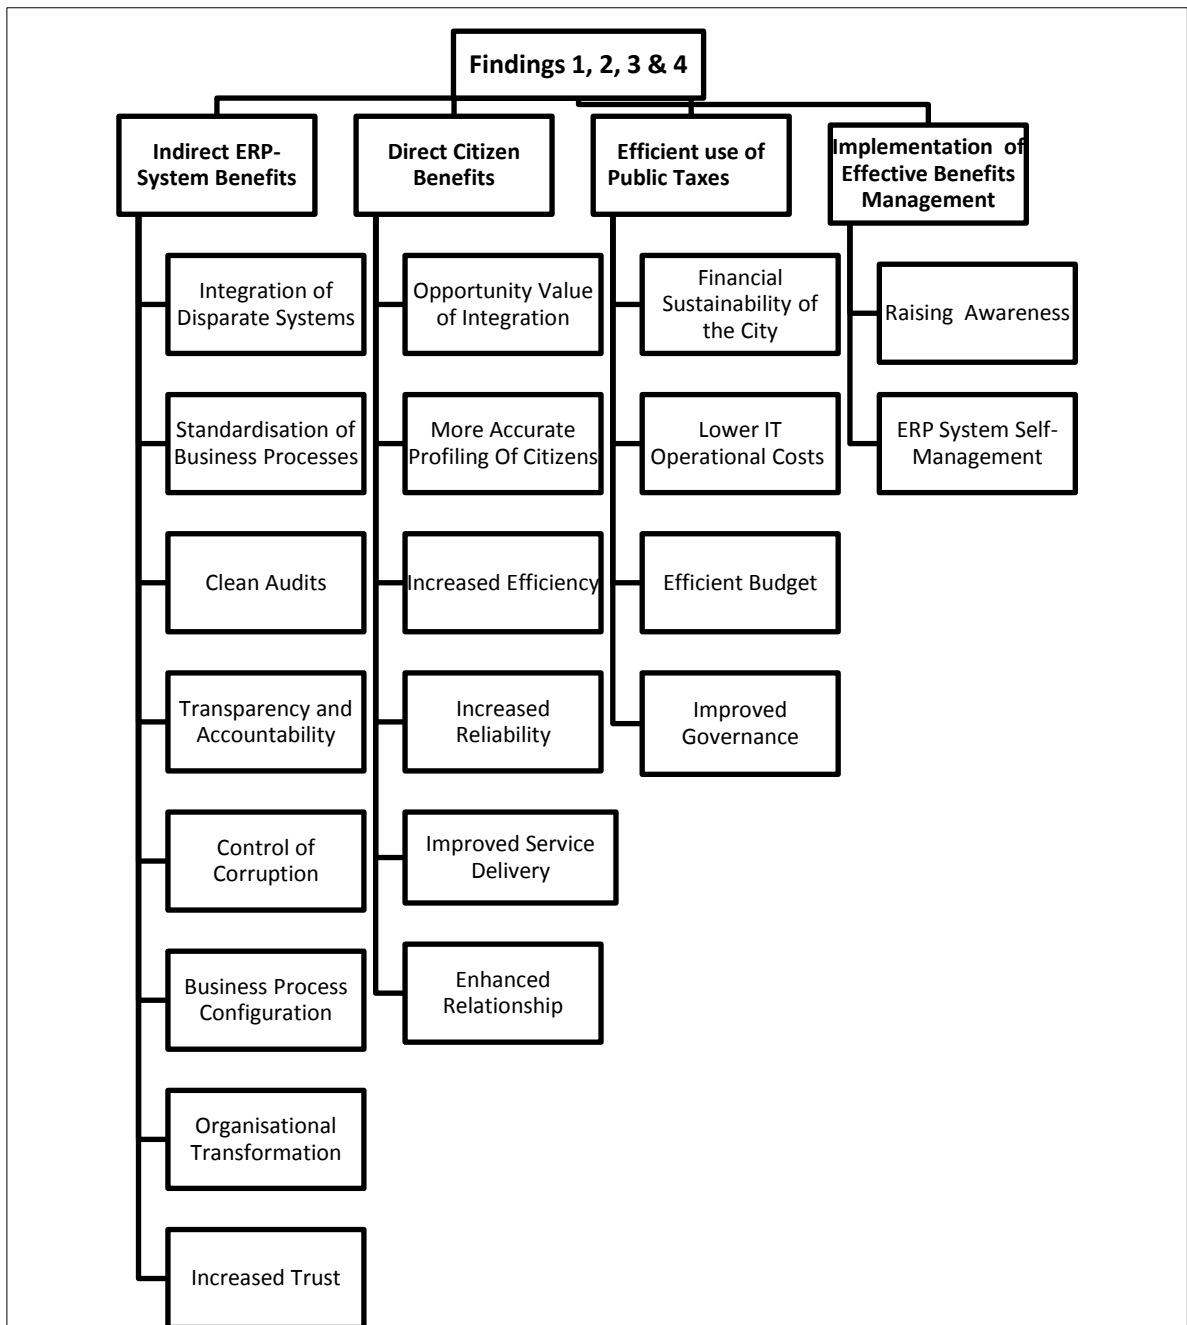 Findings 1, 2, 3 & 4
Indirect ERP-
System Benefits
Integration of
Disparate Systems
Standardisation of
Business Processes
Clean Audits
Transparency and
Accountability
Control of
Corruption
Business Process
Configuration
Organisational
Transformation
Increased Trust
Direct Citizen
Benefits
Opportunity Value
of Integration
More Accurate
Profiling Of Citizens
Increased Efficiency
Increased
Reliability
Improved Service
Delivery
Enhanced
Relationship
Efficient use of
Public Taxes
Financial
Sustainability of
the City
Lower IT
Operational Costs
Efficient Budget
Improved
Governance
Implementation of
Effective Benefits
Management
Raising Awareness
ERP System Self-
Management